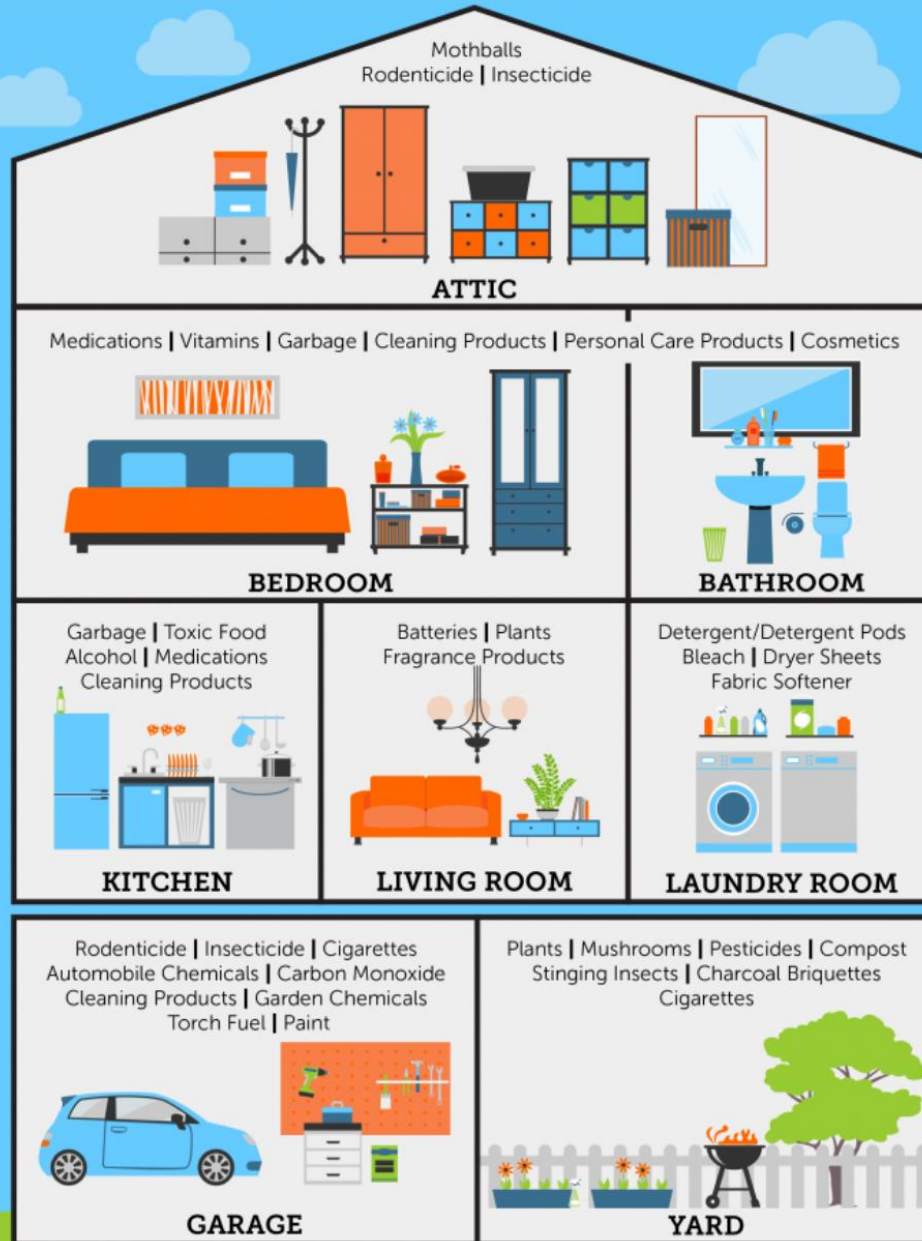 Mothballs
Rodenticide | Insecticide
ATTIC
Medications | Vitamins | Garbage | Cleaning Products | Personal Care Products | Cosmetics
BEDROOM
BATHROOM
Garbage | Toxic Food
Alcohol | Medications
Cleaning Products
KITCHEN
Batteries | Plants
Fragrance Products
LIVING ROOM
Detergent/Detergent Pods
Bleach | Dryer Sheets
Fabric Softener
LAUNDRY ROOM
Rodenticide | Insecticide | Cigarettes
Automobile Chemicals | Carbon Monoxide
Cleaning Products | Garden Chemicals
Torch Fuel | Paint
GARAGE
Plants | Mushrooms | Pesticides | Compost
Stinging Insects | Charcoal Briquettes
Cigarettes
YARD